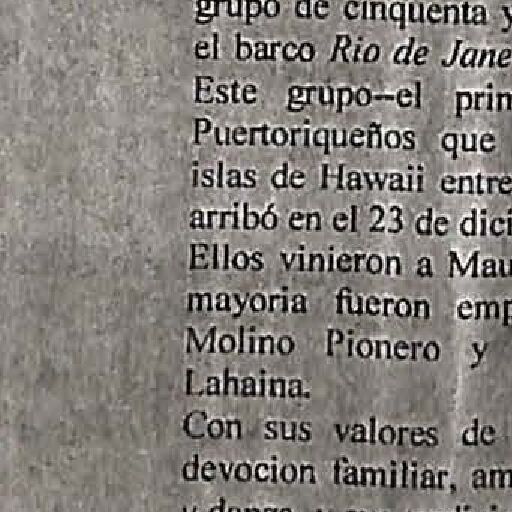 grupo de cinquenta y
el barco Rio de Jane
Este grupo—el prin
Puertoriqueños que
islas de Hawaii entre
arribó en el 23 de dici
Ellos vinieron a Mau
mayoria fueron emp
Molino Pionero y
Lahaina.
Con sus valores de
devocion familiar, am